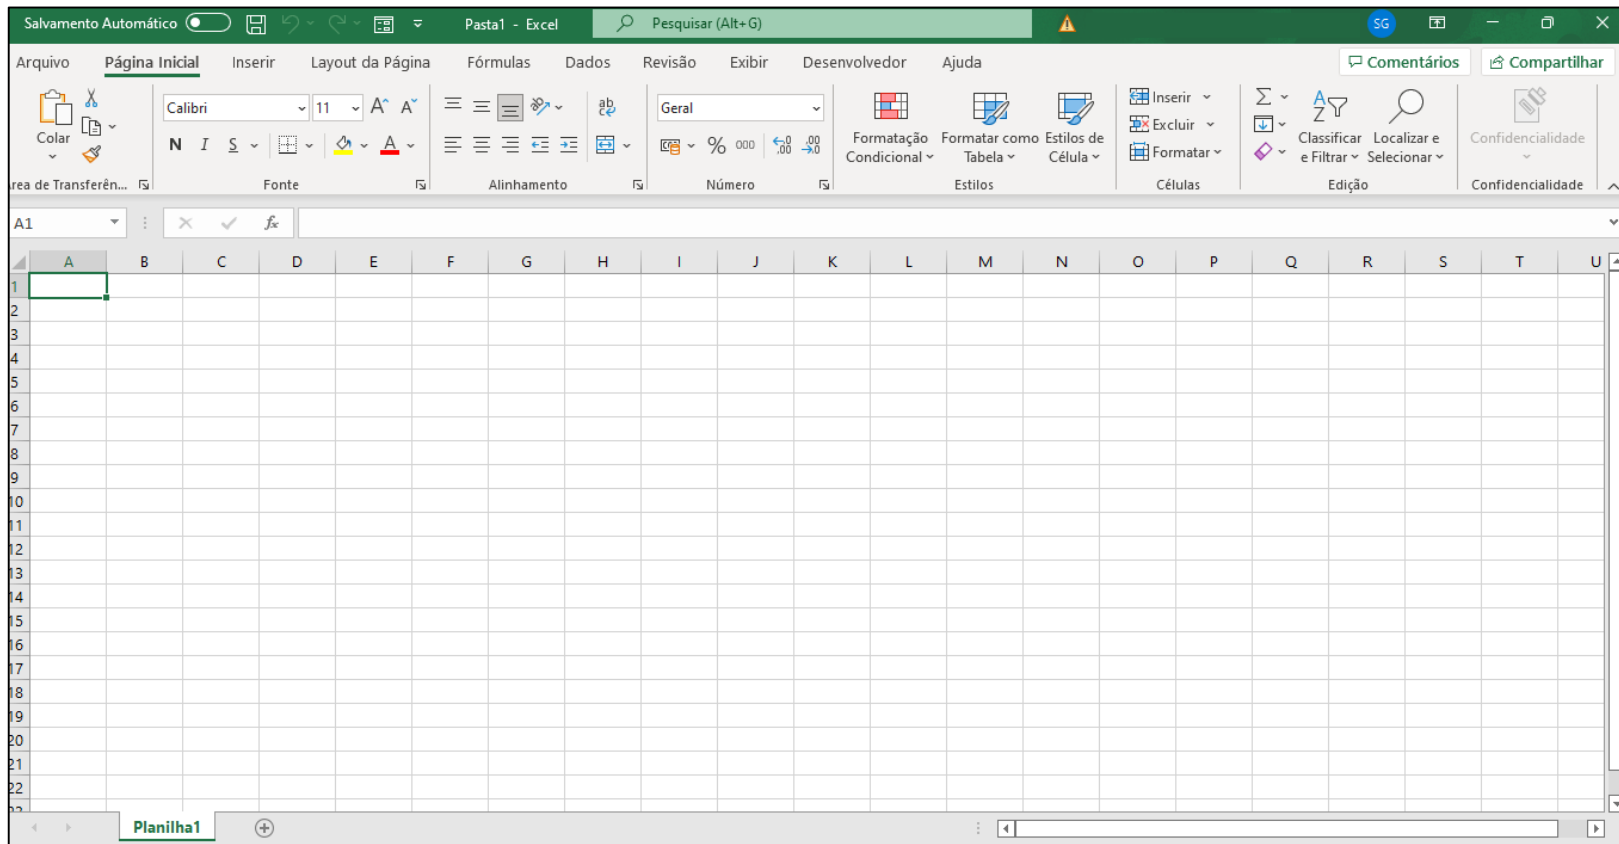 Salvamento Automático Pasta1 - Excel Pesquisar (Alt+G) SG
Arquivo Página Inicial Inserir Layout da Página Fórmulas Dados Revisão Exibir Desenvolvedor Ajuda Comentários Compartilhar
Colar
Calibri 11 A A ab Geral
N I S A % 000
Formatação Condicional
Formatar como Tabela
Estilos de Célula
Inserir
Excluir
Formatar
Classificar e Filtrar
Localizar e Selecionar
Confidencialidade
rea de Transferên... Fonte Alinhamento Número Estilos Células Edição Confidencialidade
A1 fx
A B C D E F G H I J K L M N O P Q R S T U
1
2
3
4
5
6
7
8
9
10
11
12
13
14
15
16
17
18
19
20
21
22
Planilha1